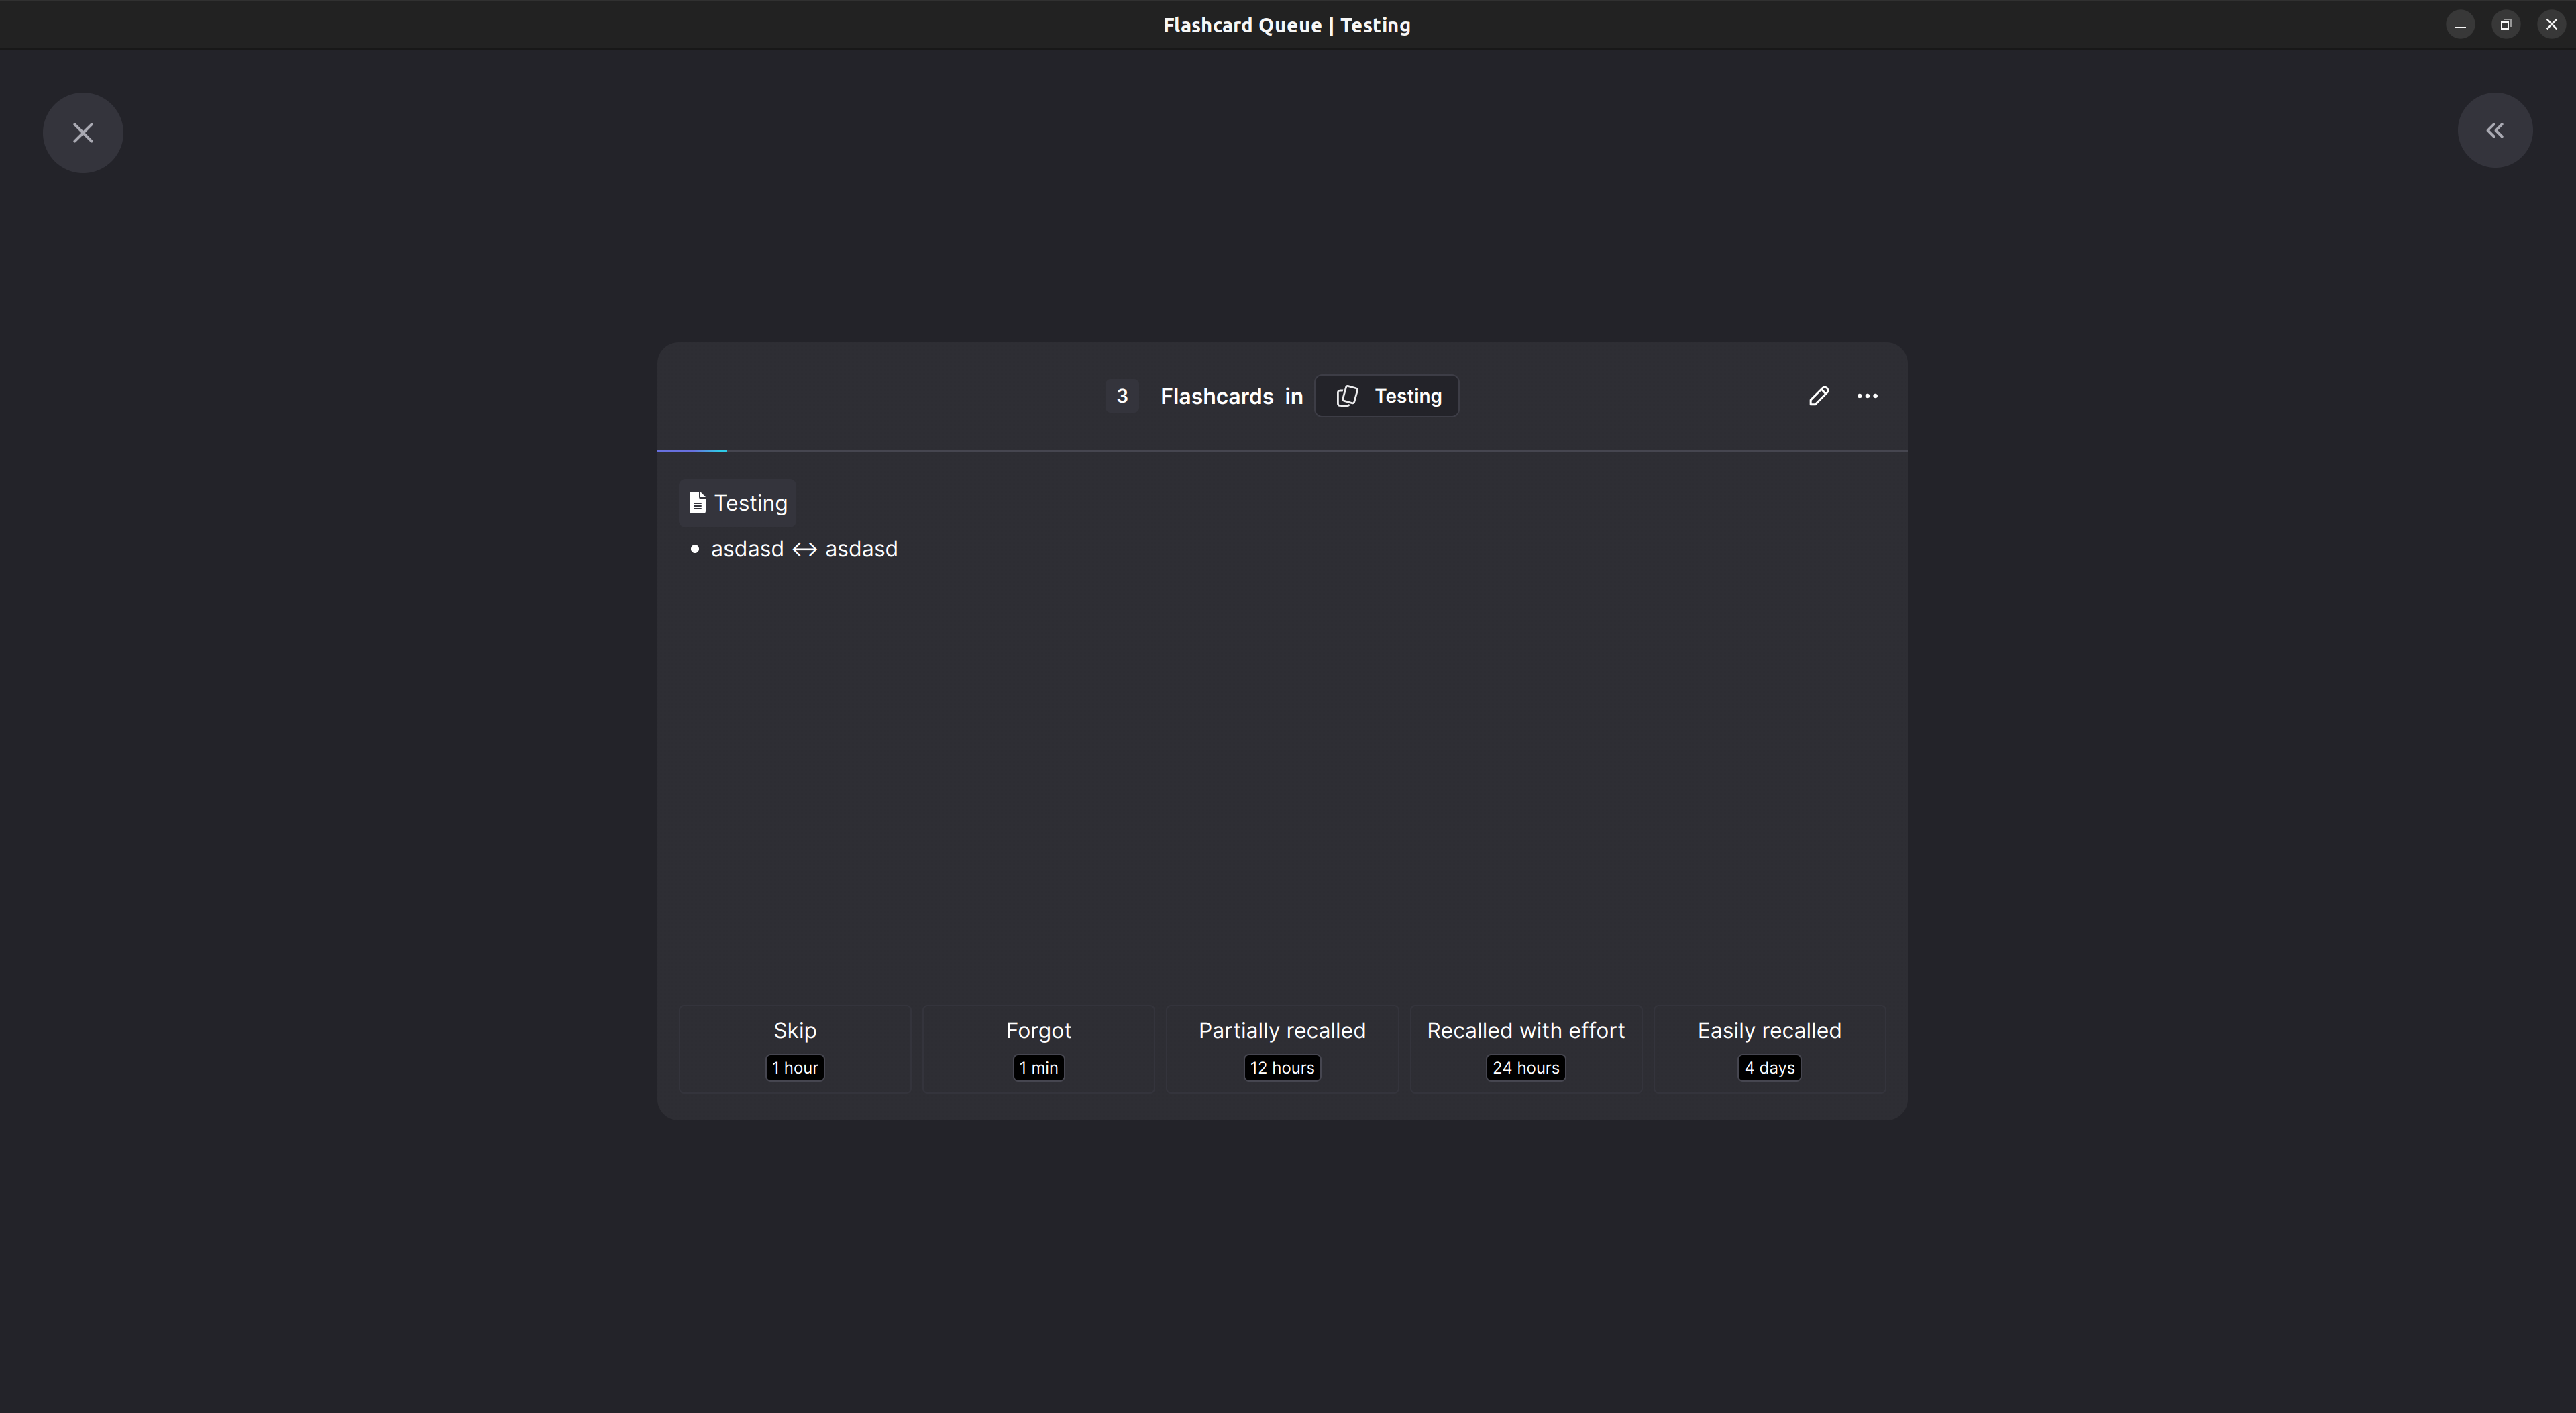 Flashcard Queue | Testing
3 Flashcards in Testing
Testing
asdasd ↔ asdasd
Skip Forgot Partially recalled Recalled with effort Easily recalled
1 hour 1 min 12 hours 24 hours 4 days